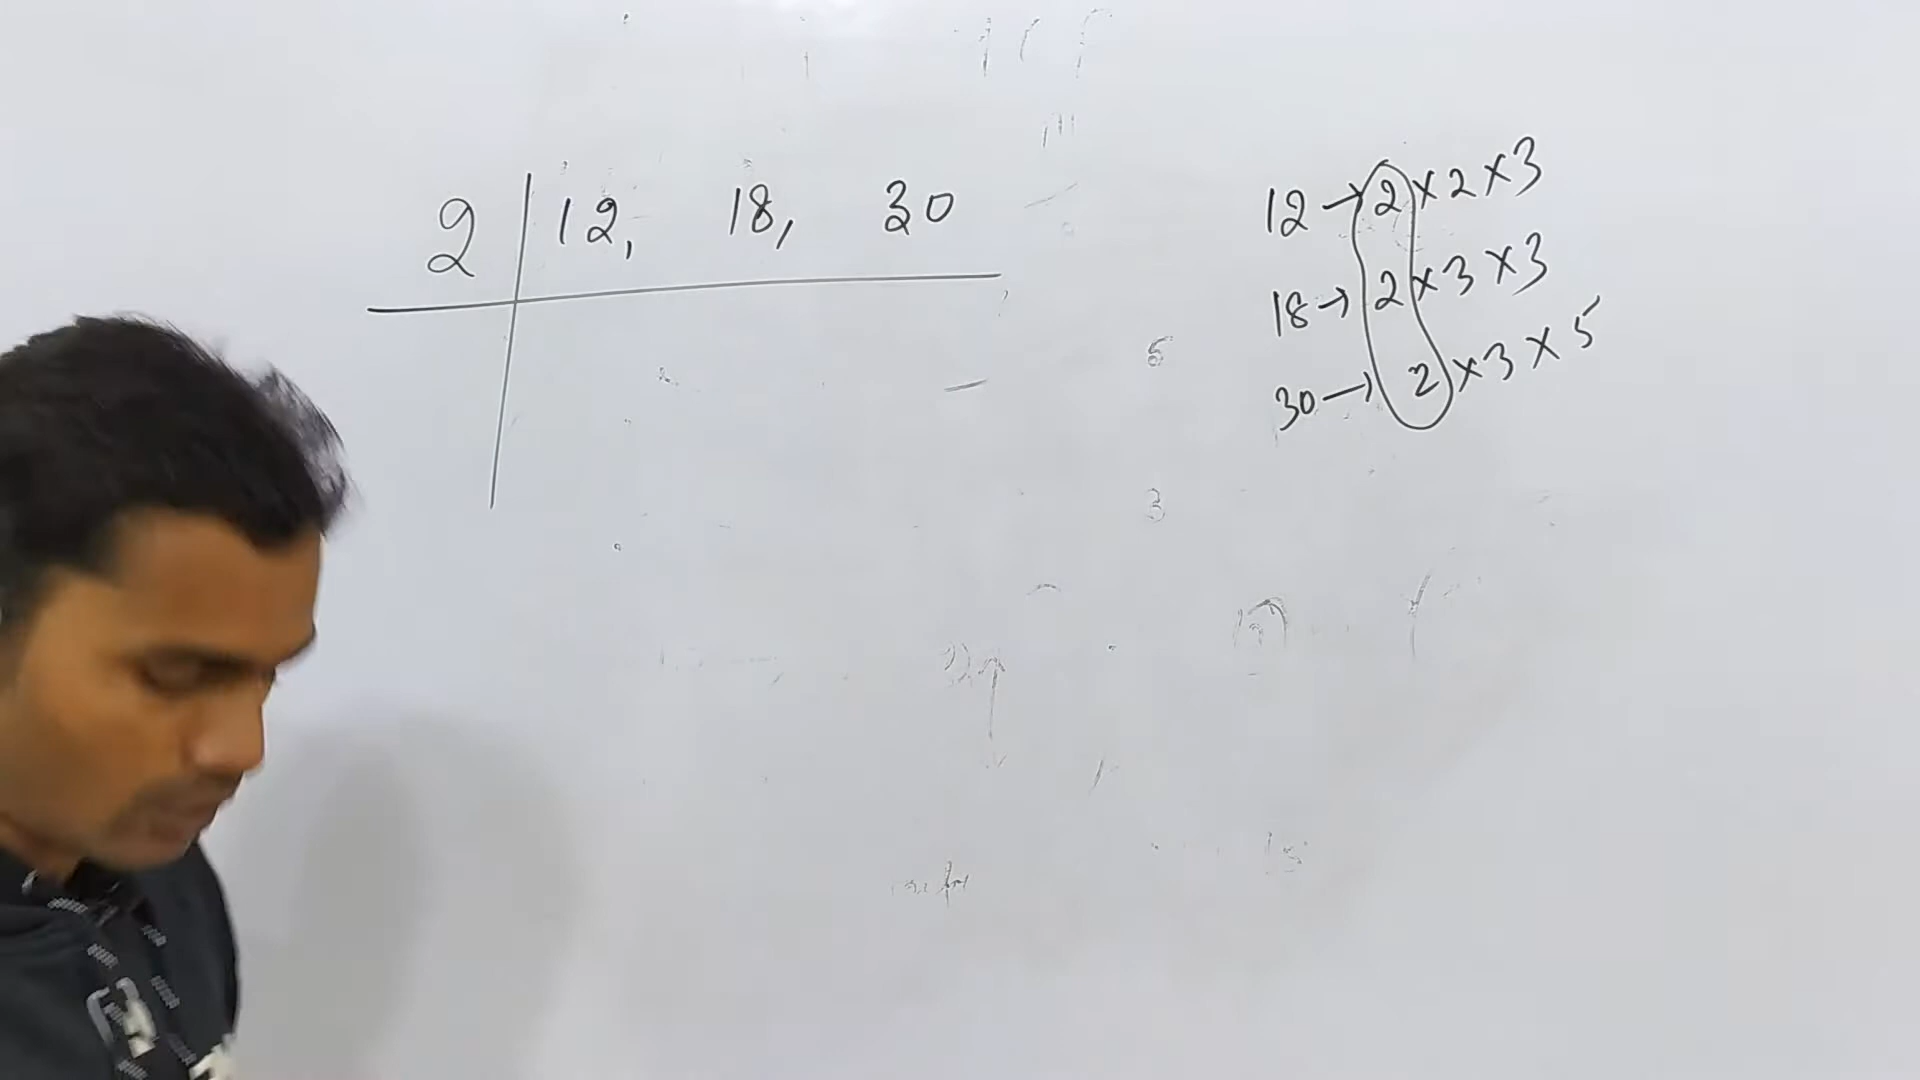 2 | 12, 18, 30
12 → 2 × 2 × 3
18 → 2 × 3 × 3
30 → 2 × 3 × 5